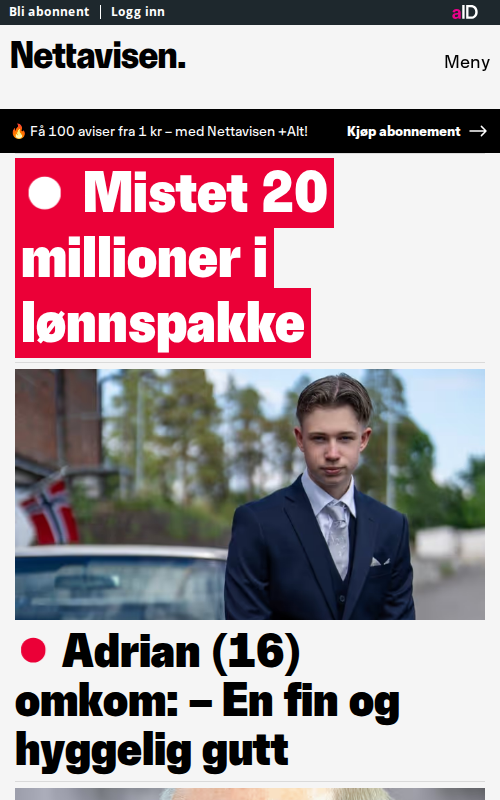 Bli abonnent | Logg inn
aID
Nettavisen.
Meny
🔥 Få 100 aviser fra 1 kr – med Nettavisen +Alt!
Kjøp abonnement →
Mistet 20
millioner i
lønnspakke
Adrian (16)
omkom: – En fin og
hyggelig gutt